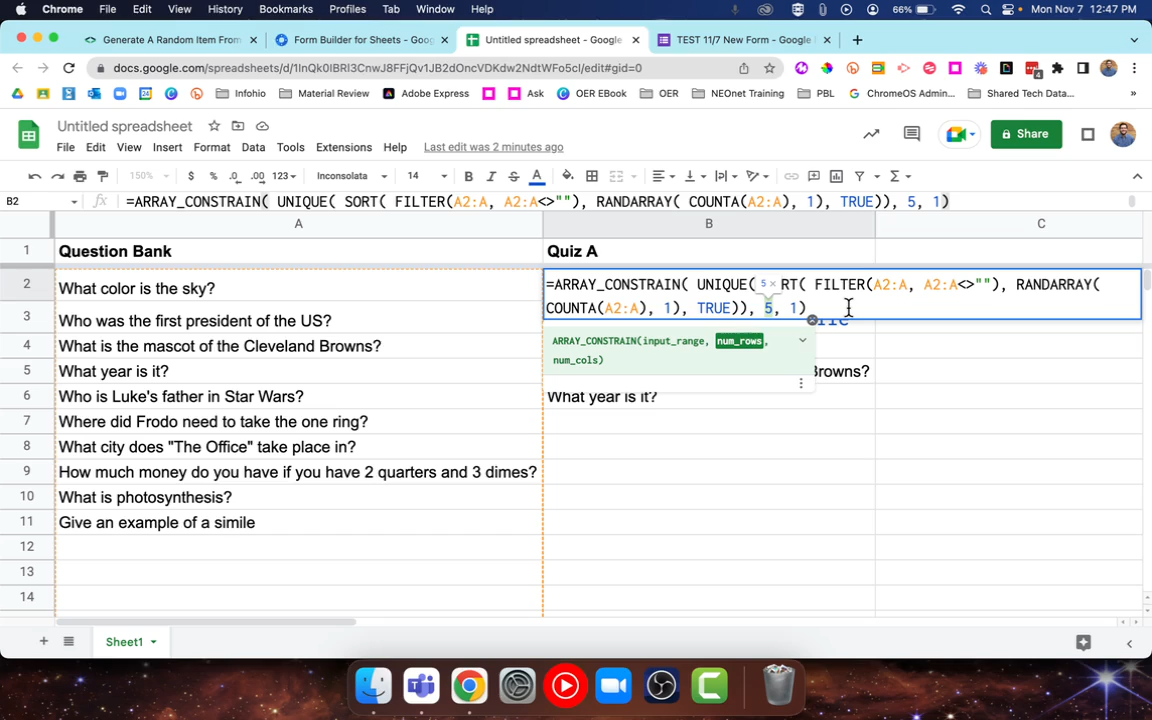 Chrome File Edit View History Bookmarks Profiles Tab Window Help 66% Mon Nov 7 12:47 PM
Generate A Random Item From Form Builder for Sheets - Google Untitled spreadsheet - Google TEST 11/7 New Form - Google
docs.google.com/spreadsheets/d/1lnQk0IBRI3CnwJ8FFjQv1JB2dOncVDKdw2NdtWFo5cI/edit#gid=0
Infohio Material Review Adobe Express Ask OER EBook OER NEOnet Training PBL ChromeOS Admin... Shared Tech Data...
Untitled spreadsheet
Share
File Edit View Insert Format Data Tools Extensions Help Last edit was 2 minutes ago
150% $ % .0 .00 123 Inconsolata 14 B I S A
B2 fx =ARRAY_CONSTRAIN( UNIQUE( SORT( FILTER(A2:A, A2:A<>""), RANDARRAY( COUNTA(A2:A), 1), TRUE)), 5, 1)
A B C
1 Question Bank Quiz A
2 What color is the sky? =ARRAY_CONSTRAIN( UNIQUE( 5 × RT( FILTER(A2:A, A2:A<>""), RANDARRAY(
COUNTA(A2:A), 1), TRUE)), 5, 1)
3 Who was the first president of the US?
ARRAY_CONSTRAIN(input_range, num_rows,
num_cols)
4 What is the mascot of the Cleveland Browns?
5 What year is it? Browns?
6 Who is Luke's father in Star Wars? What year is it?
7 Where did Frodo need to take the one ring?
8 What city does "The Office" take place in?
9 How much money do you have if you have 2 quarters and 3 dimes?
10 What is photosynthesis?
11 Give an example of a simile
12
13
14
Sheet1